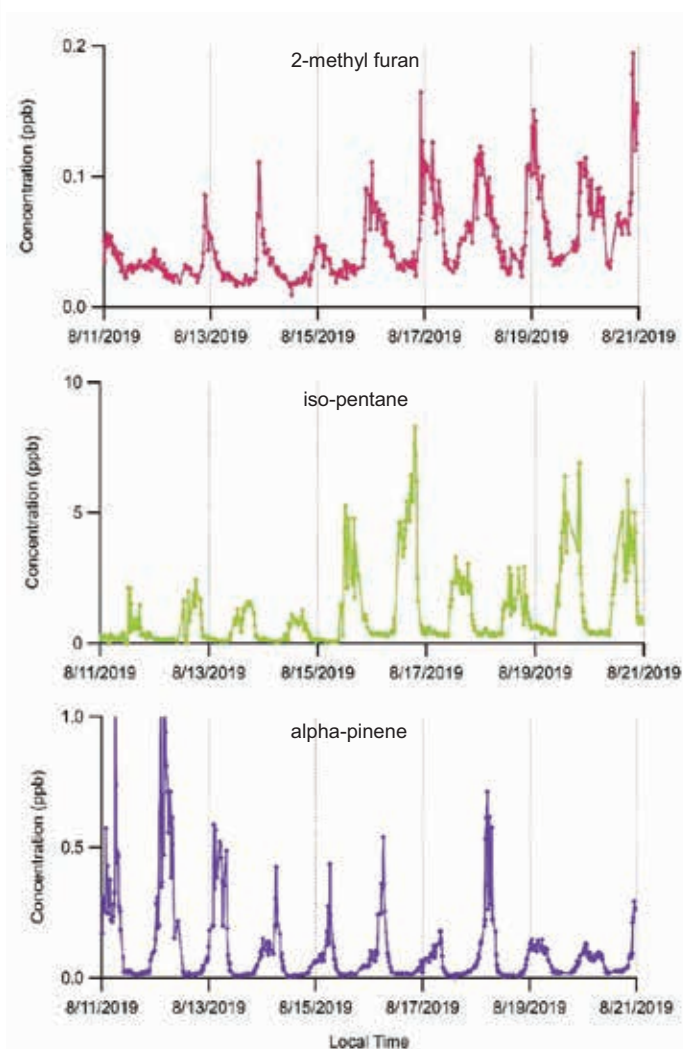 0.2
2-methyl furan
Concentration (ppb)
0.1
0.0
8/11/2019 8/13/2019 8/15/2019 8/17/2019 8/19/2019 8/21/2019
10
iso-pentane
Concentration (ppb)
5
0
8/11/2019 8/13/2019 8/15/2019 8/17/2019 8/19/2019 8/21/2019
1.0
alpha-pinene
Concentration (ppb)
0.5
0.0
8/11/2019 8/13/2019 8/15/2019 8/17/2019 8/19/2019 8/21/2019
Local Time